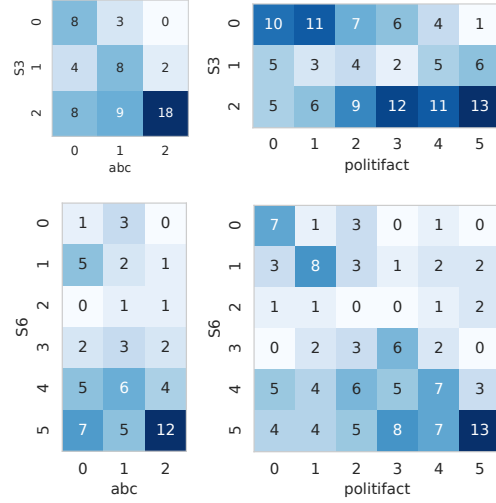 0 8 3 0
1 4 8 2
2 8 9 18
0 1 2
abc
S3
0 10 11 7 6 4 1
1 5 3 4 2 5 6
2 5 6 9 12 11 13
0 1 2 3 4 5
politifact
S3
0 1 3 0
1 5 2 1
2 0 1 1
3 2 3 2
4 5 6 4
5 7 5 12
0 1 2
abc
S6
0 7 1 3 0 1 0
1 3 8 3 1 2 2
2 1 1 0 0 1 2
3 0 2 3 6 2 0
4 5 4 6 5 7 3
5 4 4 5 8 7 13
0 1 2 3 4 5
politifact
S6